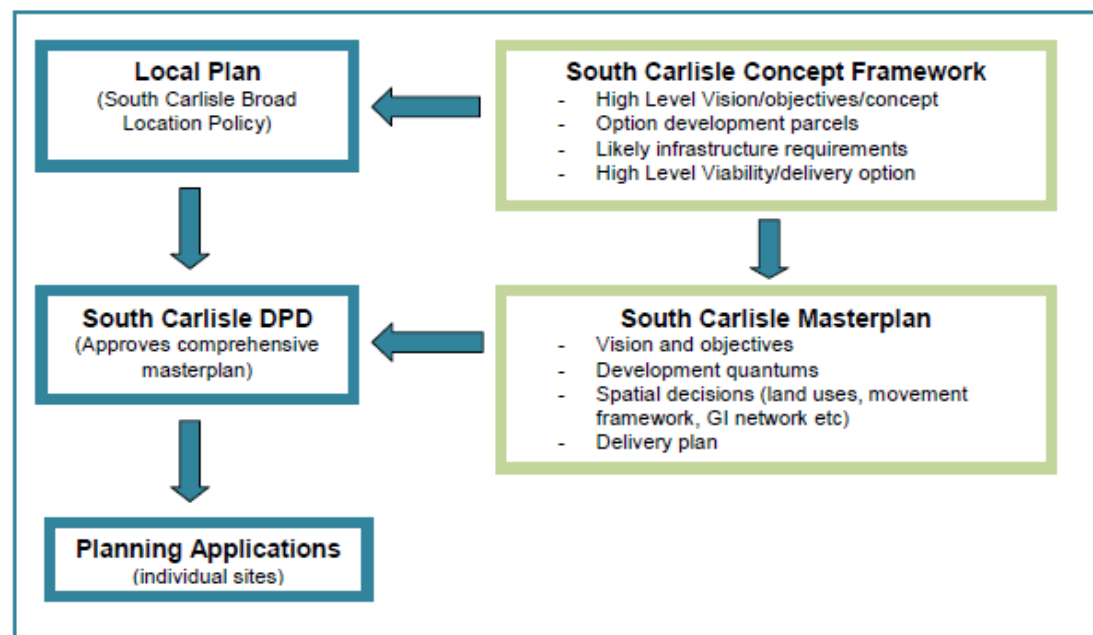 Local Plan
(South Carlisle Broad
Location Policy)
South Carlisle Concept Framework
- High Level Vision/objectives/concept
- Option development parcels
- Likely infrastructure requirements
- High Level Viability/delivery option
South Carlisle DPD
(Approves comprehensive
masterplan)
South Carlisle Masterplan
- Vision and objectives
- Development quantums
- Spatial decisions (land uses, movement
framework, GI network etc)
- Delivery plan
Planning Applications
(individual sites)